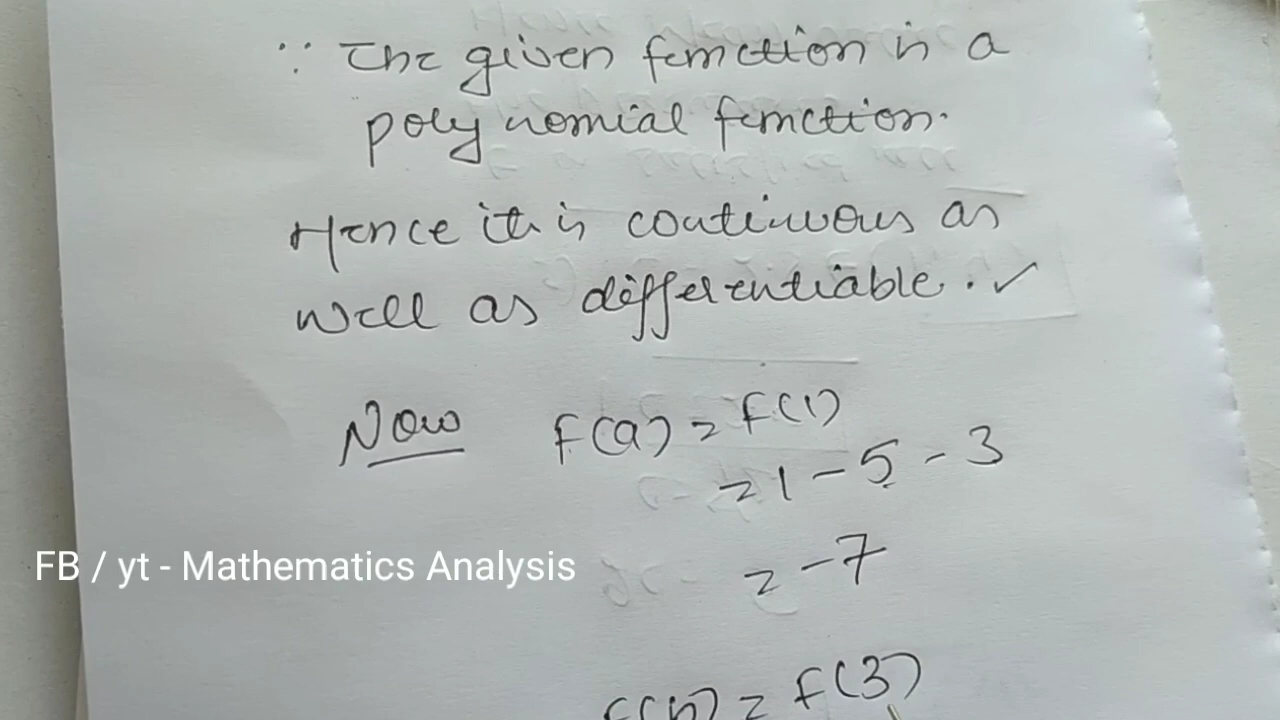 ∵ The given function is a
polynomial function.
Hence it is continuous as
well as differentiable. ✓
Now f(a) = f(1)
= 1 - 5 - 3
= -7
FB / yt - Mathematics Analysis
f(b) = f(3)